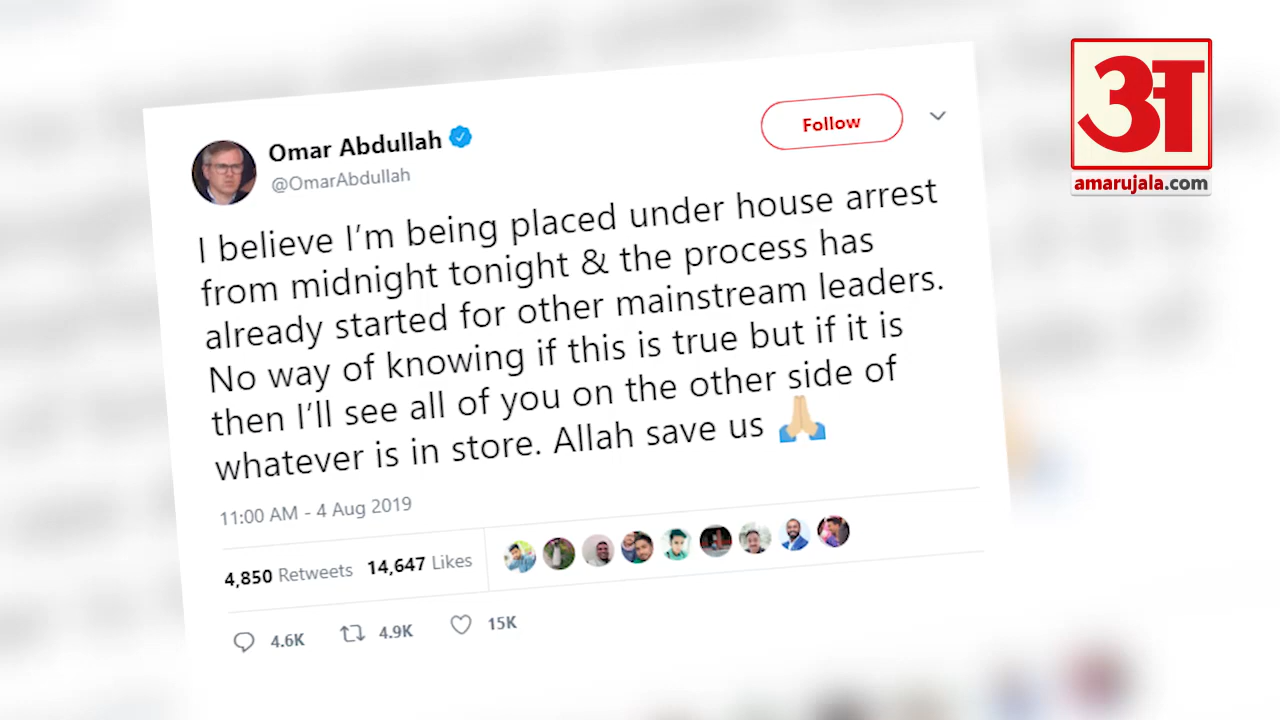 अ
amarujala.com
Omar Abdullah
@OmarAbdullah
Follow
I believe I'm being placed under house arrest
from midnight tonight & the process has
already started for other mainstream leaders.
No way of knowing if this is true but if it is
then I'll see all of you on the other side of
whatever is in store. Allah save us 🙏🏼
11:00 AM - 4 Aug 2019
4,850 Retweets 14,647 Likes
4.6K 4.9K 15K